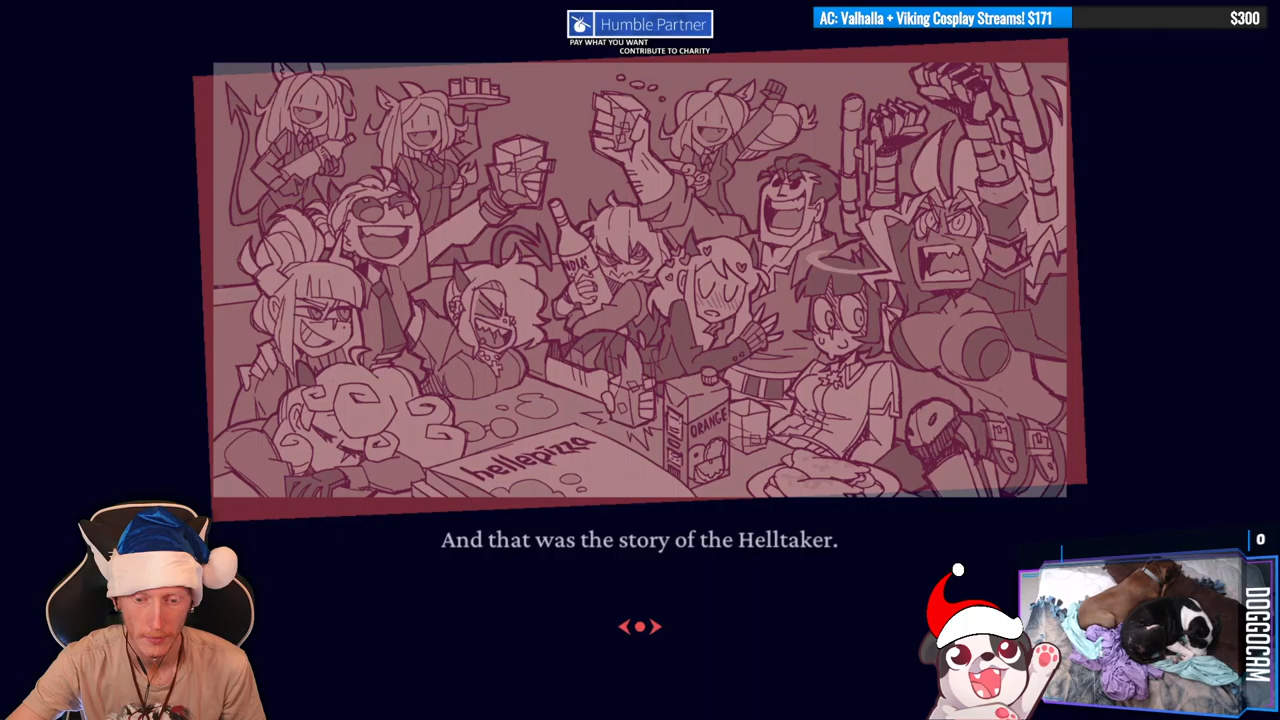 Humble Partner
PAY WHAT YOU WANT
CONTRIBUTE TO CHARITY
AC: Valhalla + Viking Cosplay Streams! $171
$300
NDIA
ORANGE
hellepizza
And that was the story of the Helltaker.
0
DOGGOCAM